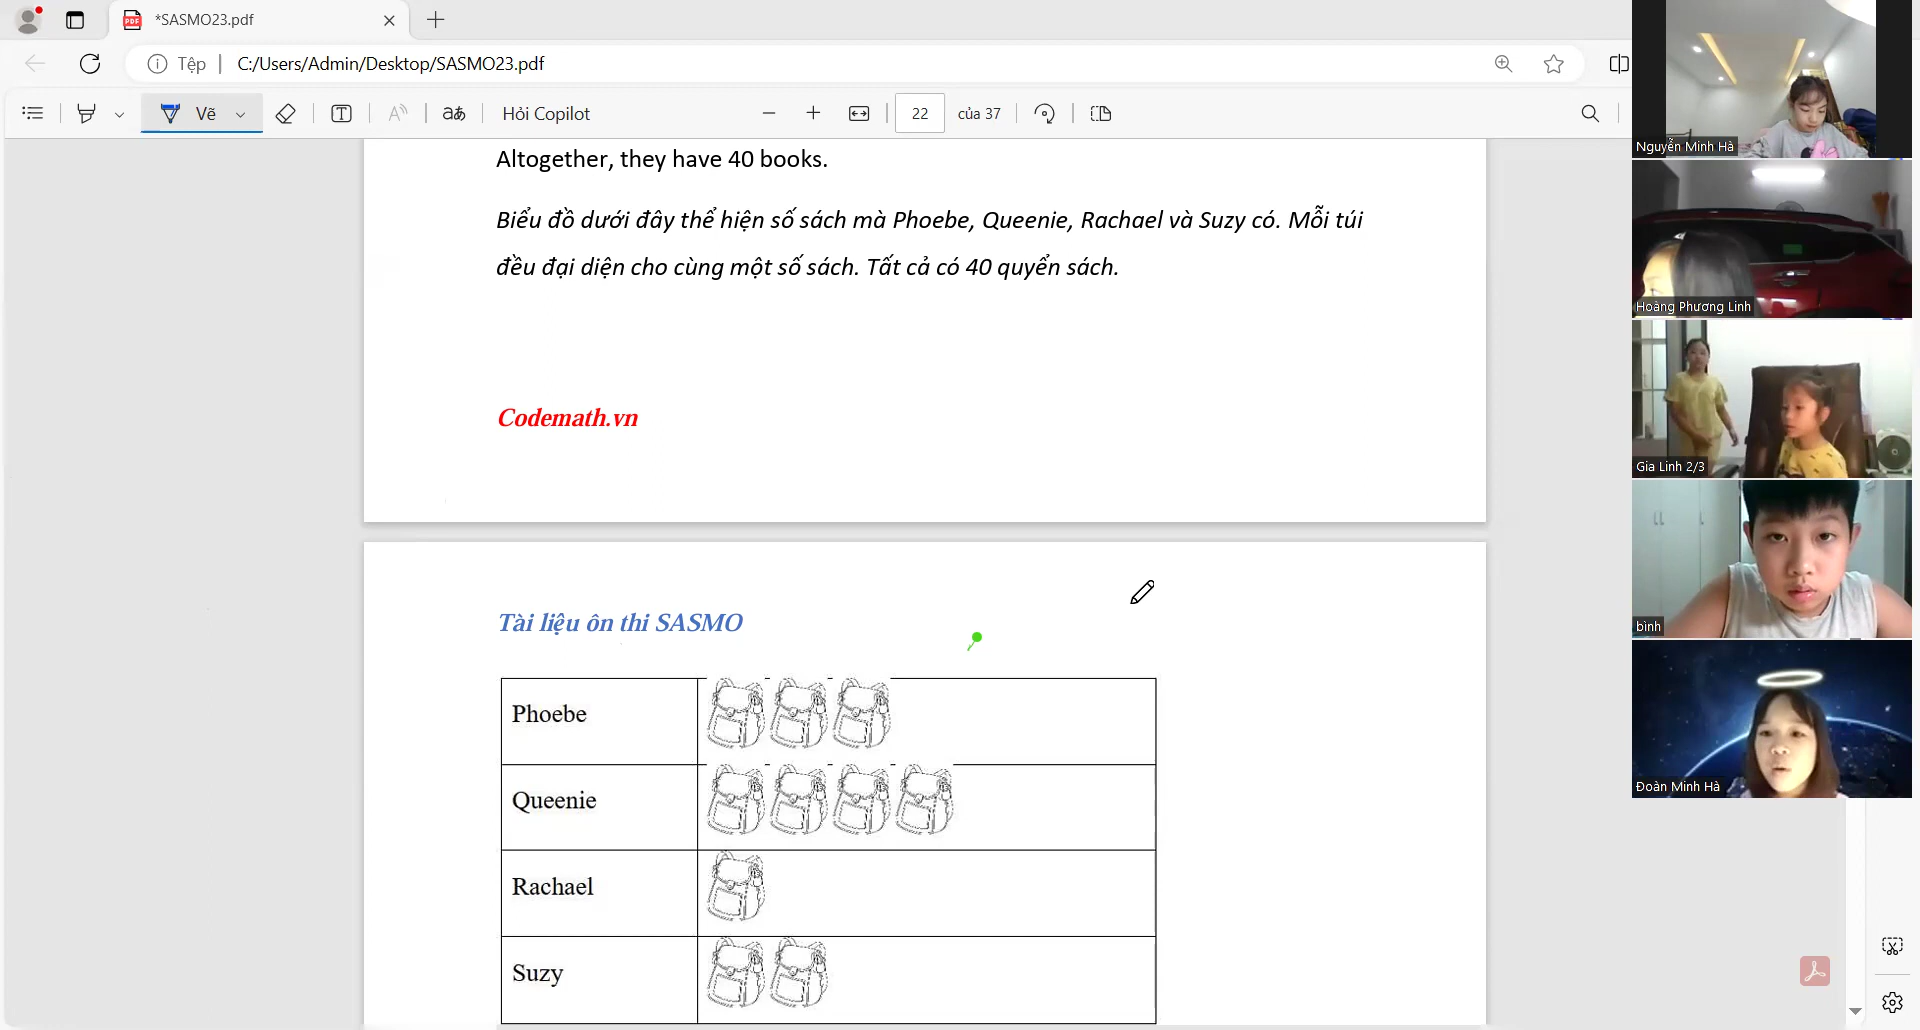 *SASMO23.pdf
Tệp
C:/Users/Admin/Desktop/SASMO23.pdf
Vẽ
T
aあ
Hỏi Copilot
22
của 37
Altogether, they have 40 books.
Biểu đồ dưới đây thể hiện số sách mà Phoebe, Queenie, Rachael và Suzy có. Mỗi túi
đều đại diện cho cùng một số sách. Tất cả có 40 quyển sách.
Codemath.vn
Tài liệu ôn thi SASMO
Phoebe
Queenie
Rachael
Suzy
Nguyễn Minh Hà
Hoàng Phương Linh
Gia Linh 2/3
bình
Đoàn Minh Hà